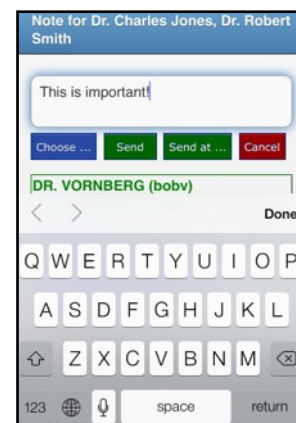 Note for Dr. Charles Jones, Dr. Robert
Smith
This is important!
Choose ... Send Send at ... Cancel
DR. VORNBERG (bobv)
Done
Q W E R T Y U I O P
A S D F G H J K L
Z X C V B N M
123 space return